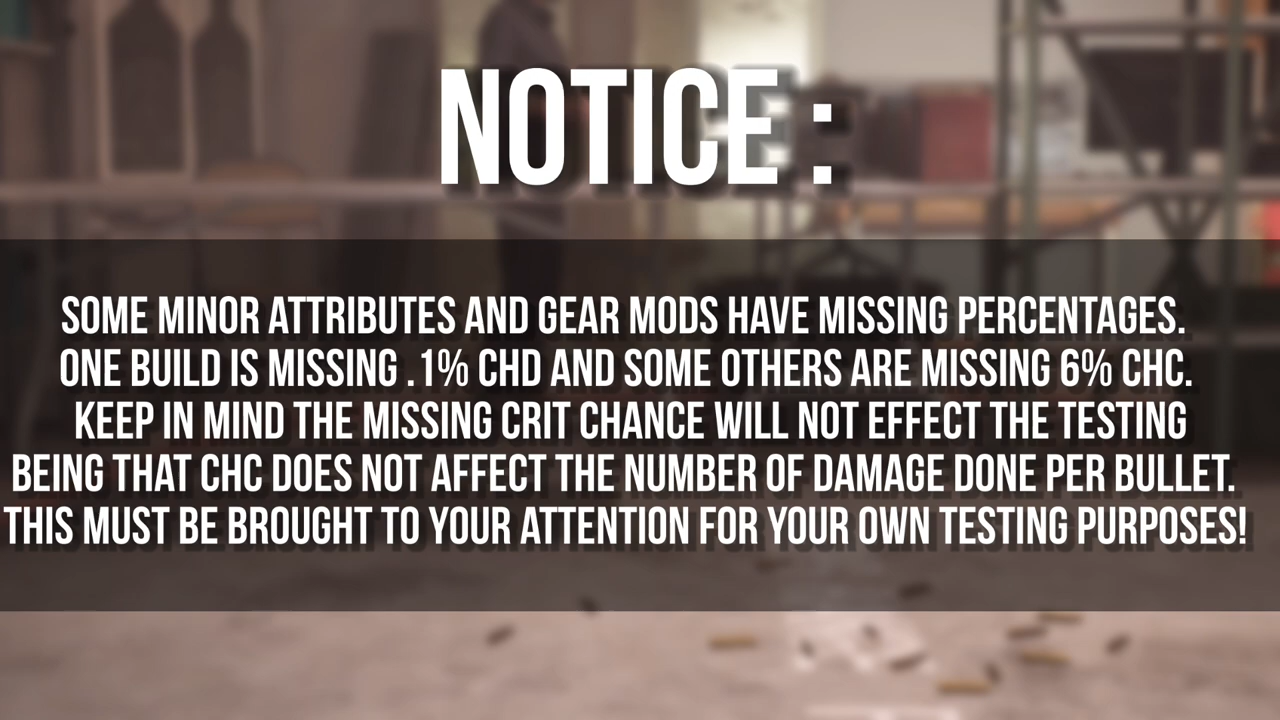 NOTICE :
SOME MINOR ATTRIBUTES AND GEAR MODS HAVE MISSING PERCENTAGES.
ONE BUILD IS MISSING .1% CHD AND SOME OTHERS ARE MISSING 6% CHC.
KEEP IN MIND THE MISSING CRIT CHANCE WILL NOT EFFECT THE TESTING
BEING THAT CHC DOES NOT AFFECT THE NUMBER OF DAMAGE DONE PER BULLET.
THIS MUST BE BROUGHT TO YOUR ATTENTION FOR YOUR OWN TESTING PURPOSES!